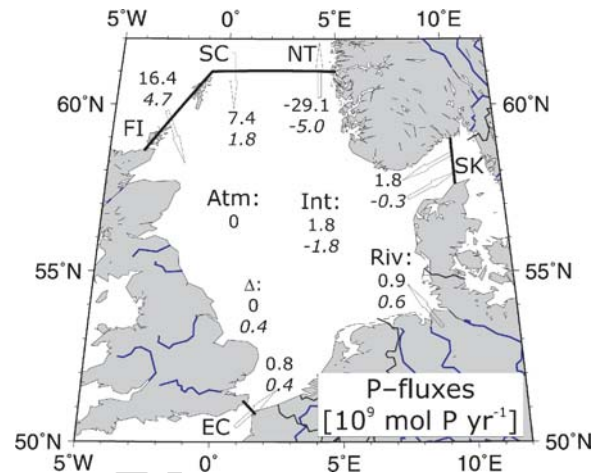 0° 5°E 10°E
SC NT
60°N 60°N
16.4
4.7
7.4
1.8
-29.1
-5.0
FI
SK
1.8
-0.3
Atm:
0
Int:
1.8
-1.8
55°N 55°N
Riv:
0.9
0.6
Δ:
0
0.4
0.8
0.4
EC
P–fluxes
[10⁹ mol P yr⁻¹]
50°N 50°N
5°W 0° 5°E 10°E